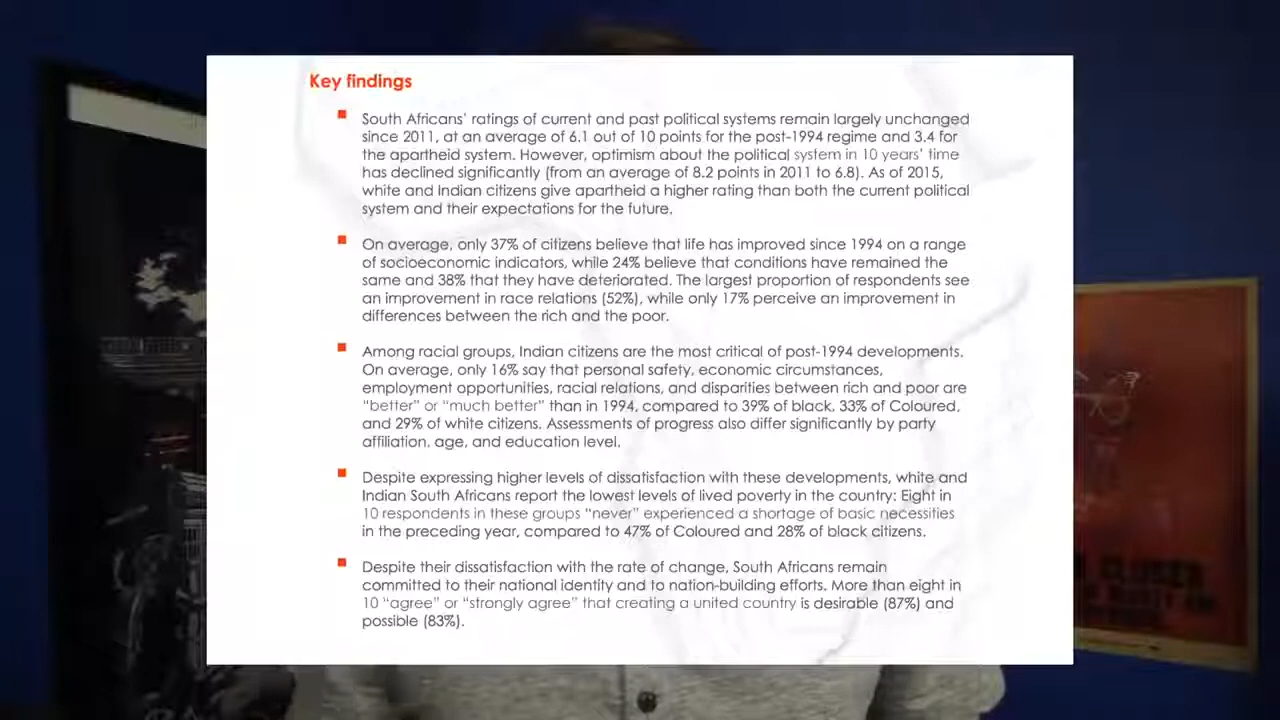 Key findings
South Africans' ratings of current and past political systems remain largely unchanged
since 2011, at an average of 6.1 out of 10 points for the post-1994 regime and 3.4 for
the apartheid system. However, optimism about the political system in 10 years' time
has declined significantly (from an average of 8.2 points in 2011 to 6.8). As of 2015,
white and Indian citizens give apartheid a higher rating than both the current political
system and their expectations for the future.
On average, only 37% of citizens believe that life has improved since 1994 on a range
of socioeconomic indicators, while 24% believe that conditions have remained the
same and 38% that they have deteriorated. The largest proportion of respondents see
an improvement in race relations (52%), while only 17% perceive an improvement in
differences between the rich and the poor.
Among racial groups, Indian citizens are the most critical of post-1994 developments.
On average, only 16% say that personal safety, economic circumstances,
employment opportunities, racial relations, and disparities between rich and poor are
"better" or "much better" than in 1994, compared to 39% of black, 33% of Coloured,
and 29% of white citizens. Assessments of progress also differ significantly by party
affiliation, age, and education level.
Despite expressing higher levels of dissatisfaction with these developments, white and
Indian South Africans report the lowest levels of lived poverty in the country: Eight in
10 respondents in these groups "never" experienced a shortage of basic necessities
in the preceding year, compared to 47% of Coloured and 28% of black citizens.
Despite their dissatisfaction with the rate of change, South Africans remain
committed to their national identity and to nation-building efforts. More than eight in
10 "agree" or "strongly agree" that creating a united country is desirable (87%) and
possible (83%).